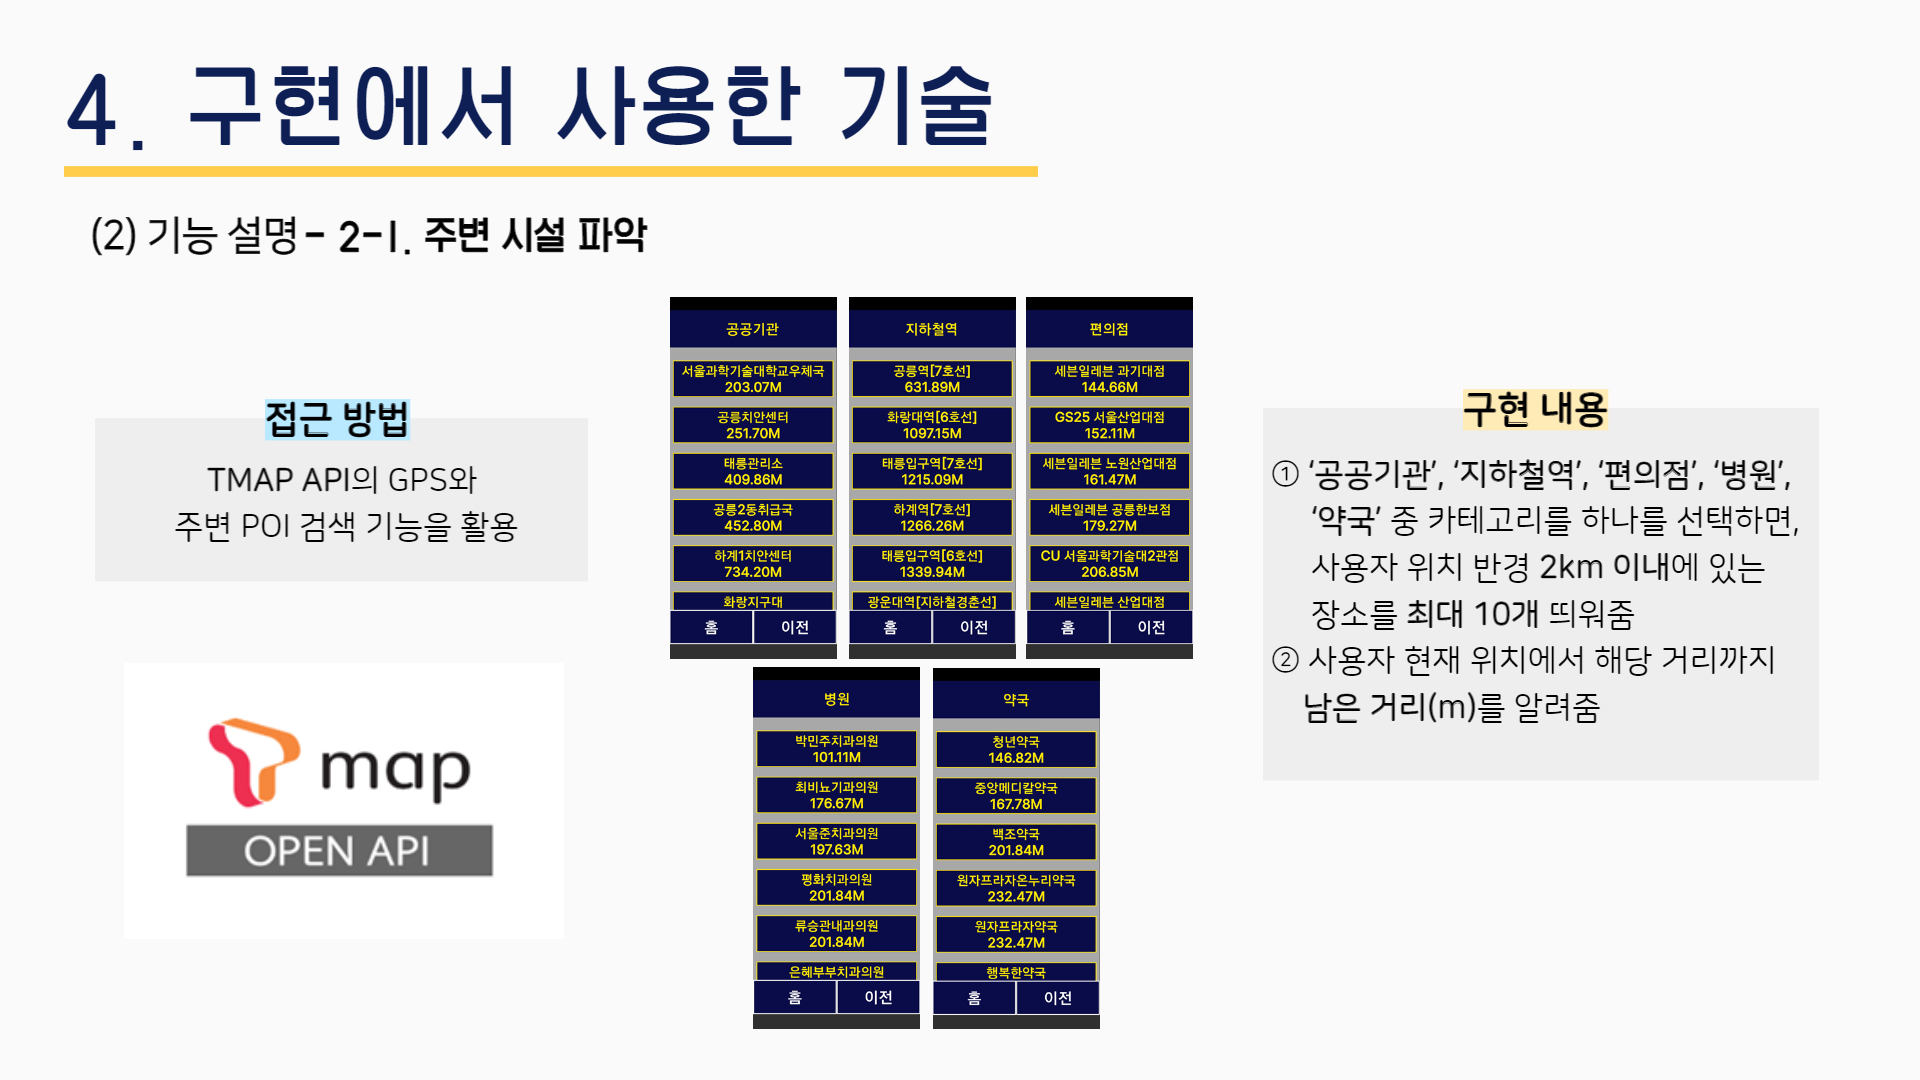 4. 구현에서 사용한 기술
(2) 기능 설명 - 2-1. 주변 시설 파악
접근 방법
TMAP API의 GPS와
주변 POI 검색 기능을 활용
map
OPEN API
공공기관
서울과학기술대학교우체국
203.07M
공릉치안센터
251.70M
태릉관리소
409.86M
공릉2동취급국
452.80M
하계1치안센터
734.20M
화랑지구대
홈
이전
지하철역
공릉역[7호선]
631.89M
화랑대역[6호선]
1097.15M
태릉입구역[7호선]
1215.09M
하계역[7호선]
1266.26M
태릉입구역[6호선]
1339.94M
광운대역[지하철경춘선]
홈
이전
편의점
세븐일레븐 과기대점
144.66M
GS25 서울산업대점
152.11M
세븐일레븐 노원산업대점
161.47M
세븐일레븐 공릉한보점
179.27M
CU 서울과학기술대2관점
206.85M
세븐일레븐 산업대점
홈
이전
병원
박민주치과의원
101.11M
최비뇨기과의원
176.67M
서울준치과의원
197.63M
평화치과의원
201.84M
류승관내과의원
201.84M
은혜부부치과의원
홈
이전
약국
청년약국
146.82M
중앙메디칼약국
167.78M
백조약국
201.84M
원자프라자온누리약국
232.47M
원자프라자약국
232.47M
행복한약국
홈
이전
구현 내용
① ‘공공기관’, ‘지하철역’, ‘편의점’, ‘병원’,
‘약국’ 중 카테고리를 하나를 선택하면,
사용자 위치 반경 2km 이내에 있는
장소를 최대 10개 띄워줌
② 사용자 현재 위치에서 해당 거리까지
남은 거리(m)를 알려줌